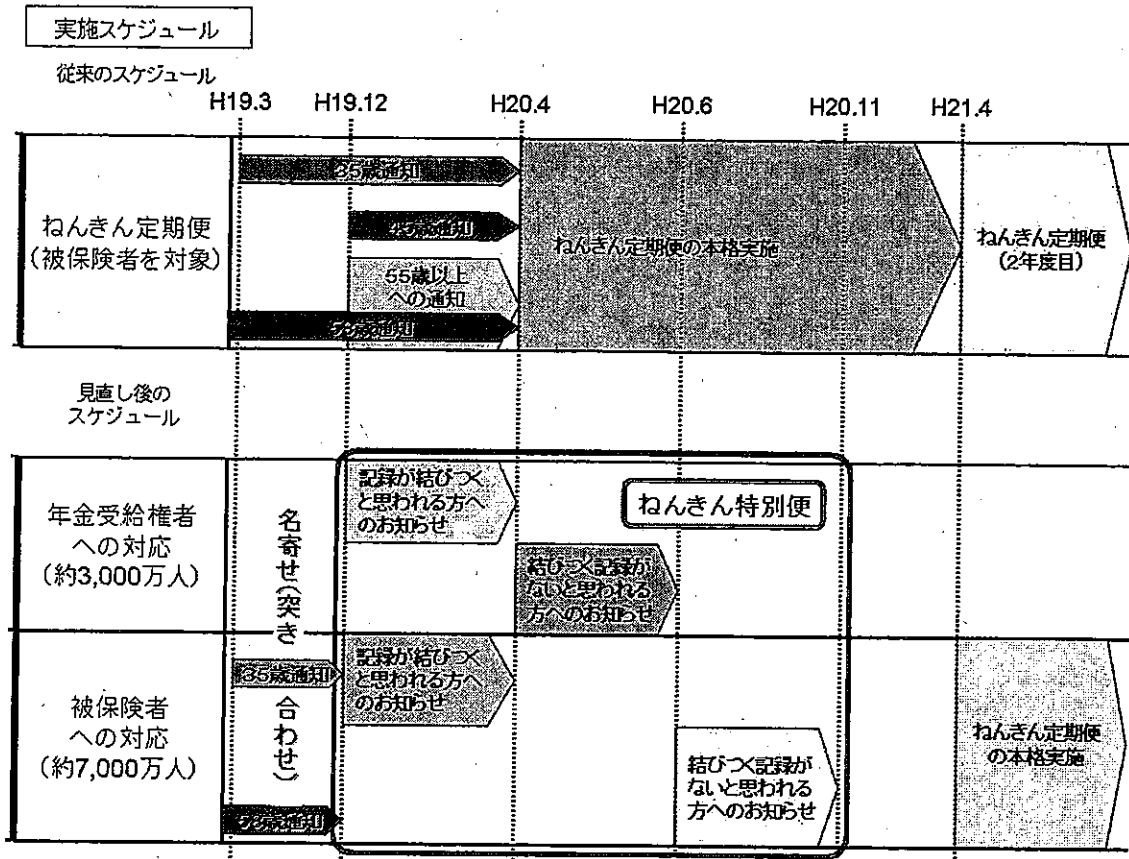 実施スケジュール
従来のスケジュール
H19.3
H19.12
H20.4
H20.6
H20.11
H21.4
ねんきん定期便
(被保険者を対象)
35歳通知
55歳以上
への通知
ねんきん定期便の本格実施
ねんきん定期便
(2年度目)
見直し後の
スケジュール
年金受給権者
への対応
(約3,000万人)
名寄せ(突き合わせ)
記録が結びつく
と思われる方へ
のお知らせ
ねんきん特別便
結びつく記録が
ないと思われる
方へのお知らせ
被保険者
への対応
(約7,000万人)
35歳通知
記録が結びつく
と思われる方へ
のお知らせ
結びつく記録が
ないと思われる
方へのお知らせ
ねんきん定期便
の本格実施